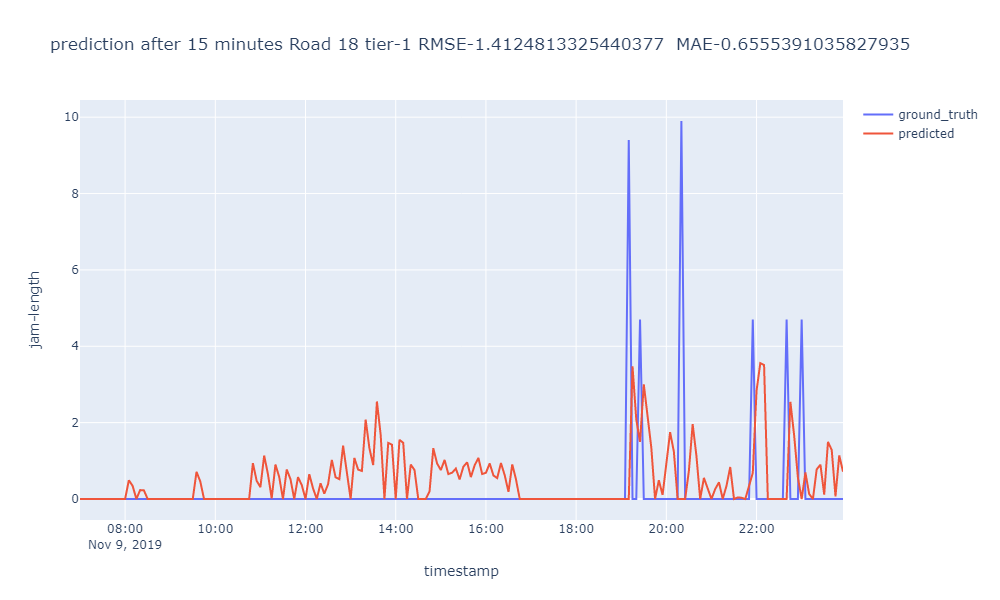 prediction after 15 minutes Road 18 tier-1 RMSE-1.4124813325440377  MAE-0.6555391035827935
ground_truth
predicted
10
8
6
4
2
0
jam-length
08:00 10:00 12:00 14:00 16:00 18:00 20:00 22:00
Nov 9, 2019
timestamp